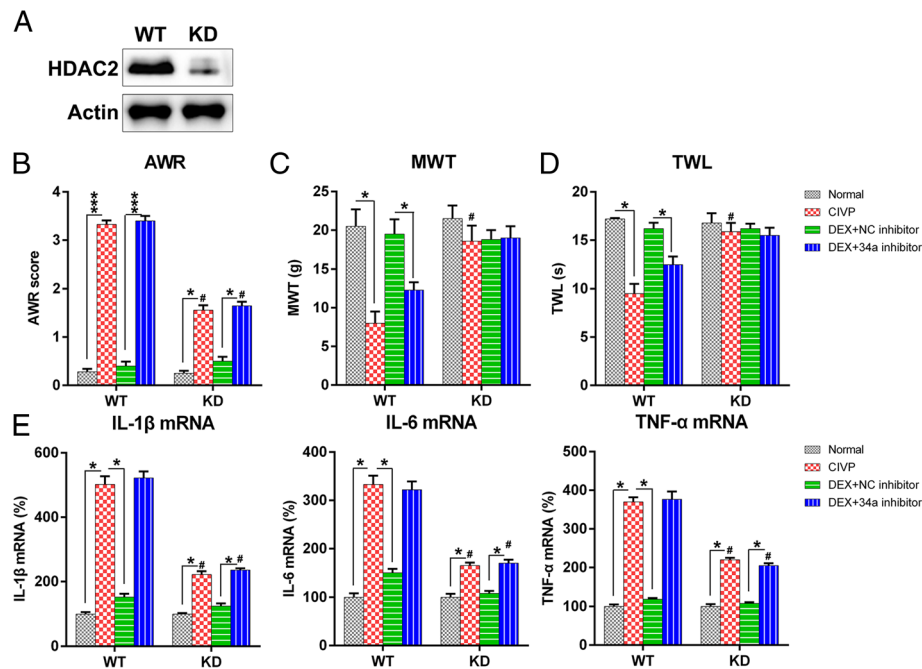 A
WT KD
HDAC2
Actin
B
AWR
AWR score
4
3
2
1
0
***
***
*
#
*
#
WT KD
C
MWT
MWT (g)
25
20
15
10
5
0
*
*
#
WT KD
D
TWL
TWL (s)
20
15
10
5
0
*
*
#
WT KD
Normal
CIVP
DEX+NC inhibitor
DEX+34a inhibitor
E
IL-1β mRNA
IL-1β mRNA (%)
600
400
200
0
*
*
*
#
*
#
WT KD
IL-6 mRNA
IL-6 mRNA (%)
400
300
200
100
0
*
*
*
#
*
#
WT KD
TNF-α mRNA
TNF-α mRNA (%)
500
400
300
200
100
0
*
*
*
#
*
#
WT KD
Normal
CIVP
DEX+NC inhibitor
DEX+34a inhibitor